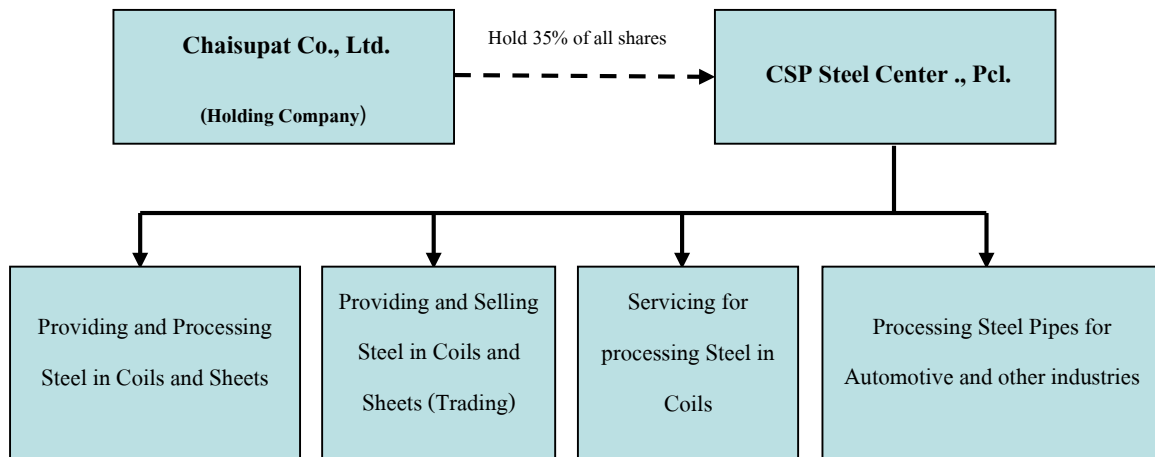 Chaisupat Co., Ltd.
(Holding Company)
Hold 35% of all shares
CSP Steel Center ., Pcl.
Providing and Processing
Steel in Coils and Sheets
Providing and Selling
Steel in Coils and
Sheets (Trading)
Servicing for
processing Steel in
Coils
Processing Steel Pipes for
Automotive and other industries